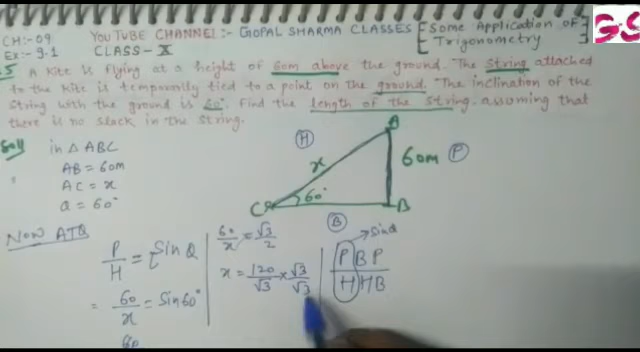 CH:-09 YOUTUBE CHANNEL:- GOPAL SHARMA CLASSES [Some Application of
Ex:-9.1 CLASS-X Trigonometry]
GS
.5 A Kite is flying at a height of 60m above the ground. The String attached
to the Kite is temporarily tied to a point on the ground. The inclination of the
String with the ground is 60°. Find the length of the string, assuming that
there is no slack in the String.
Soln in △ ABC
AB = 60m
AC = x
a = 60°
A
H
x
60m P
60°
C B
B
Now ATQ
P/H = Sin Q
= 60/x = Sin60°
60
60/x = √3/2
x = 120/√3 × √3/√3
Sinθ
P B P
H H B